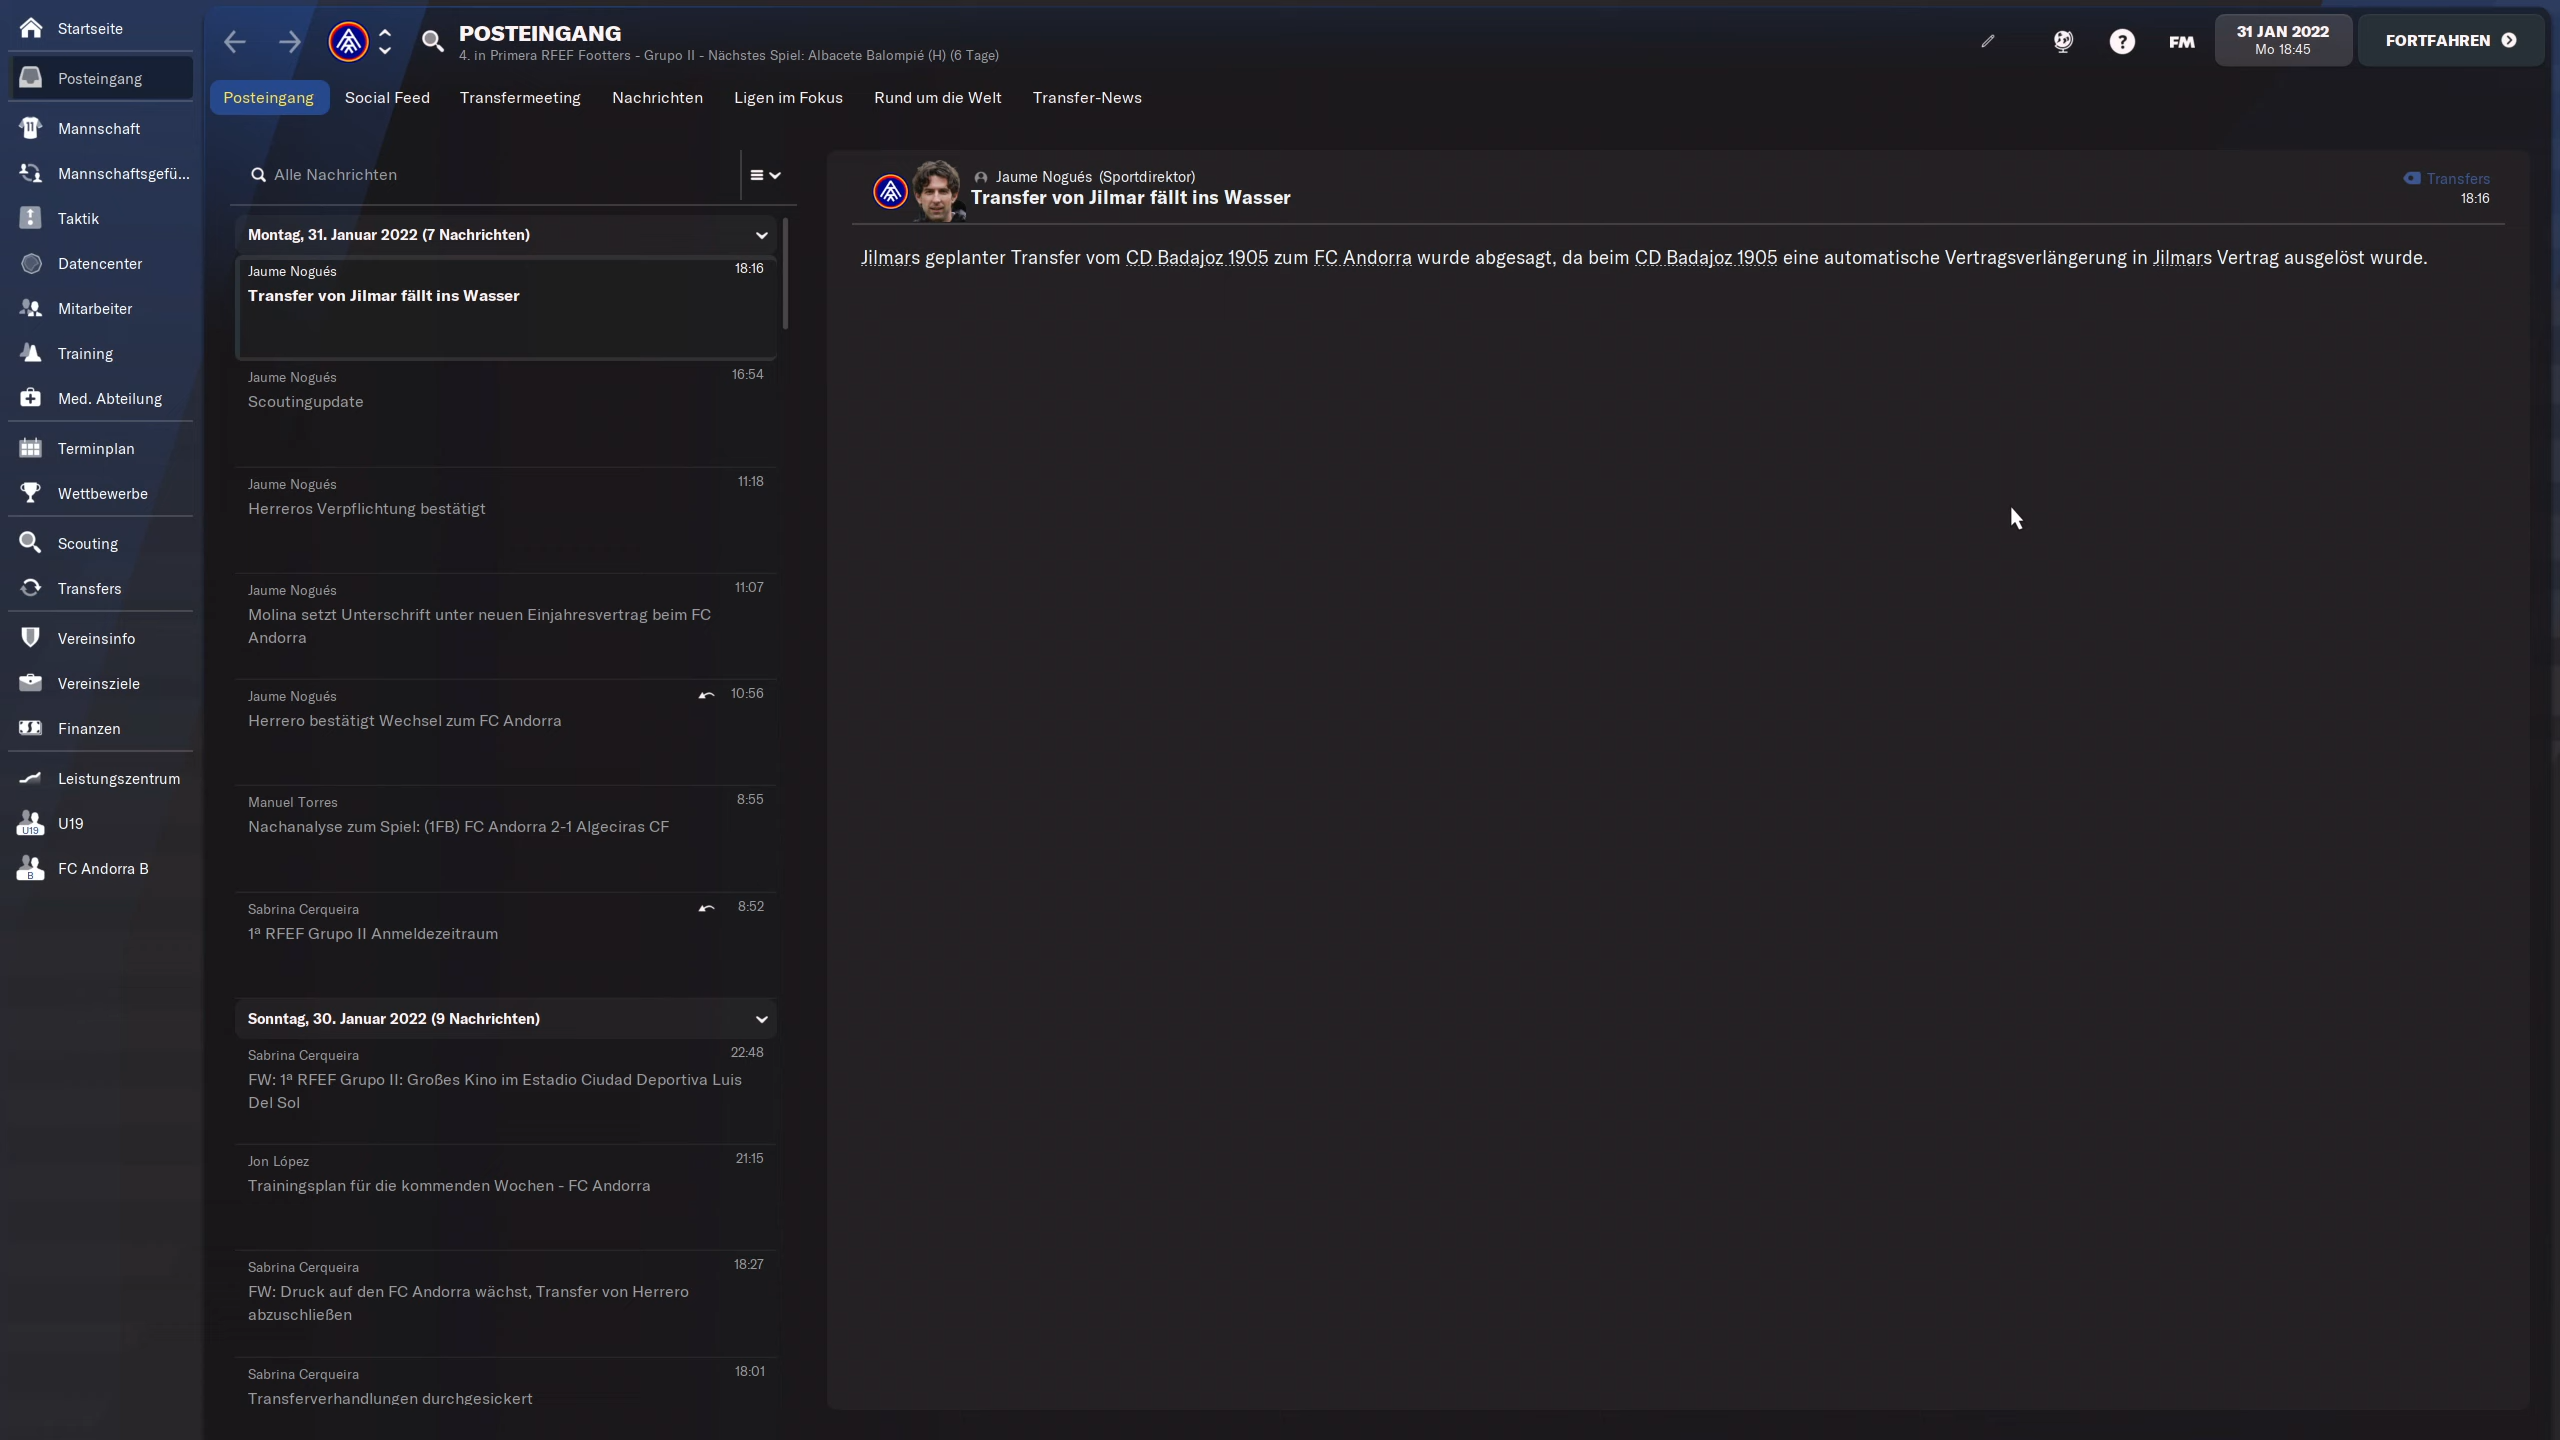 Startseite
Posteingang
Mannschaft
Mannschaftsgefü...
Taktik
Datencenter
Mitarbeiter
Training
Med. Abteilung
Terminplan
Wettbewerbe
Scouting
Transfers
Vereinsinfo
Vereinsziele
Finanzen
Leistungszentrum
U19
U19
B
FC Andorra B
POSTEINGANG
4. in Primera RFEF Footters - Grupo II - Nächstes Spiel: Albacete Balompié (H) (6 Tage)
FM
31 JAN 2022
Mo 18:45
FORTFAHREN
Posteingang
Social Feed
Transfermeeting
Nachrichten
Ligen im Fokus
Rund um die Welt
Transfer-News
Alle Nachrichten
Montag, 31. Januar 2022 (7 Nachrichten)
Jaume Nogués 18:16
Transfer von Jilmar fällt ins Wasser
Jaume Nogués 16:54
Scoutingupdate
Jaume Nogués 11:18
Herreros Verpflichtung bestätigt
Jaume Nogués 11:07
Molina setzt Unterschrift unter neuen Einjahresvertrag beim FC
Andorra
Jaume Nogués 10:56
Herrero bestätigt Wechsel zum FC Andorra
Manuel Torres 8:55
Nachanalyse zum Spiel: (1FB) FC Andorra 2-1 Algeciras CF
Sabrina Cerqueira 8:52
1ª RFEF Grupo II Anmeldezeitraum
Sonntag, 30. Januar 2022 (9 Nachrichten)
Sabrina Cerqueira 22:48
FW: 1ª RFEF Grupo II: Großes Kino im Estadio Ciudad Deportiva Luis
Del Sol
Jon López 21:15
Trainingsplan für die kommenden Wochen - FC Andorra
Sabrina Cerqueira 18:27
FW: Druck auf den FC Andorra wächst, Transfer von Herrero
abzuschließen
Sabrina Cerqueira 18:01
Transferverhandlungen durchgesickert
Jaume Nogués (Sportdirektor)
Transfer von Jilmar fällt ins Wasser
Transfers
18:16
Jilmars geplanter Transfer vom CD Badajoz 1905 zum FC Andorra wurde abgesagt, da beim CD Badajoz 1905 eine automatische Vertragsverlängerung in Jilmars Vertrag ausgelöst wurde.